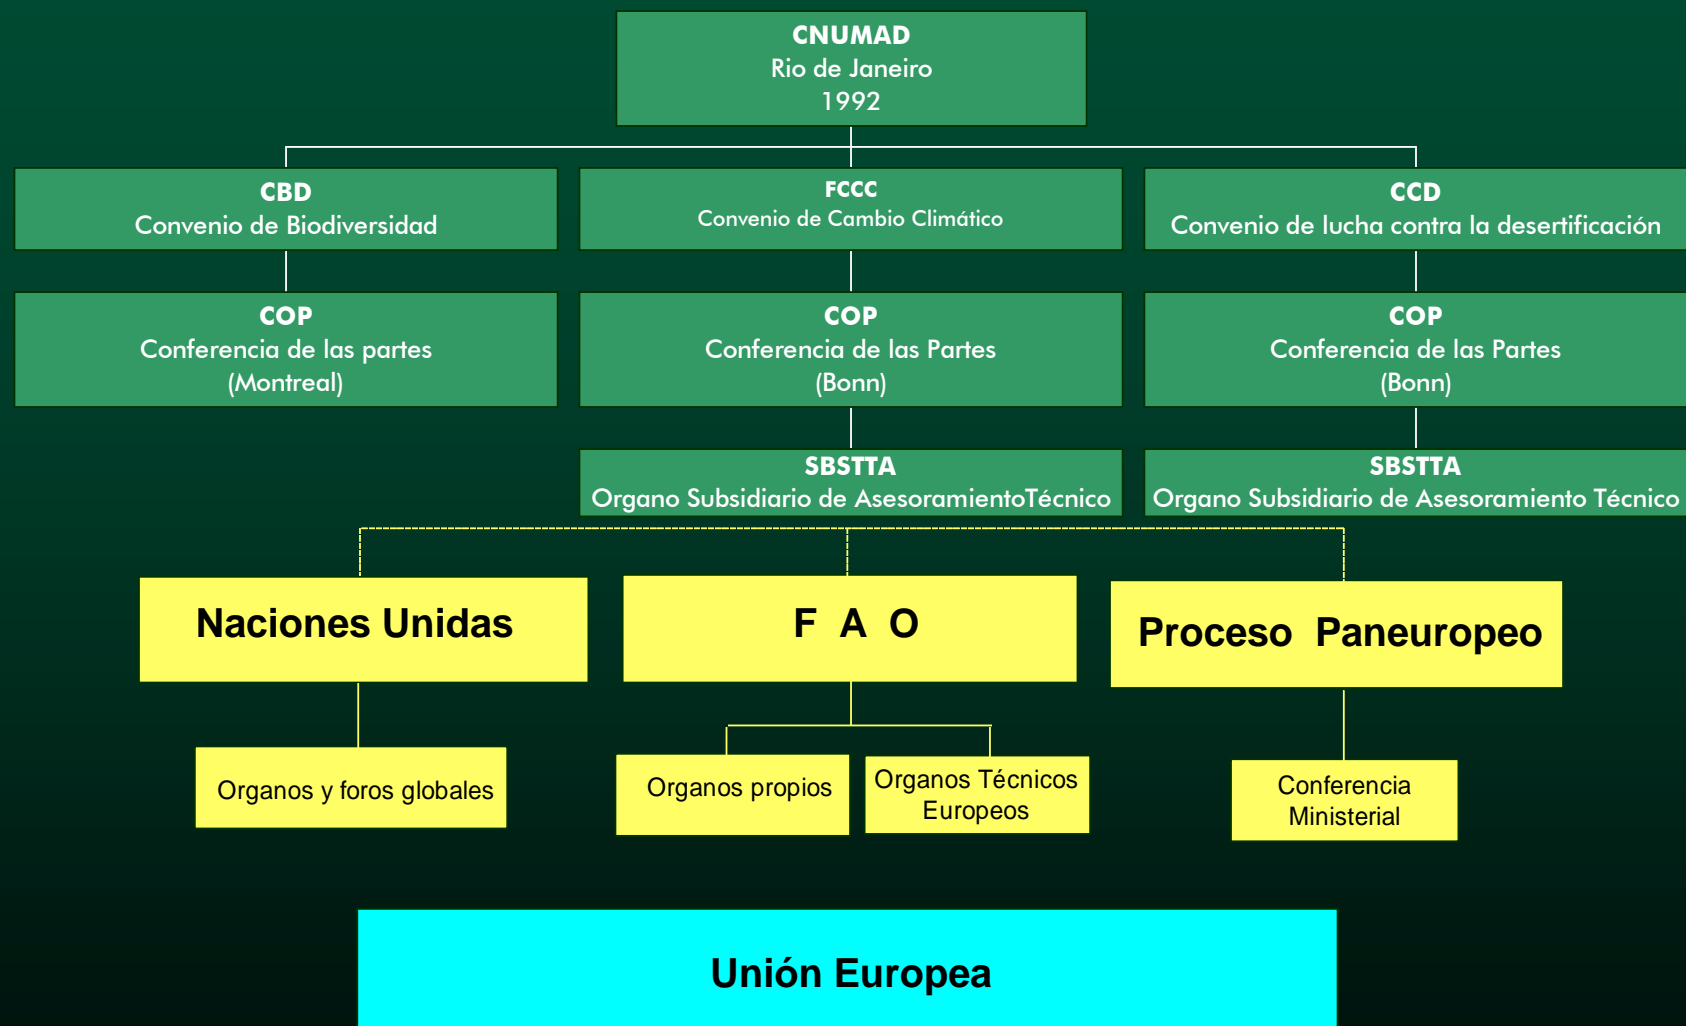 CNUMAD
Rio de Janeiro
1992
CBD
Convenio de Biodiversidad
FCCC
Convenio de Cambio Climático
CCD
Convenio de lucha contra la desertificación
COP
Conferencia de las partes
(Montreal)
COP
Conferencia de las Partes
(Bonn)
COP
Conferencia de las Partes
(Bonn)
SBSTTA
Organo Subsidiario de AsesoramientoTécnico
SBSTTA
Organo Subsidiario de Asesoramiento Técnico
Naciones Unidas
F A O
Proceso Paneuropeo
Organos y foros globales
Organos propios
Organos Técnicos
Europeos
Conferencia
Ministerial
Unión Europea